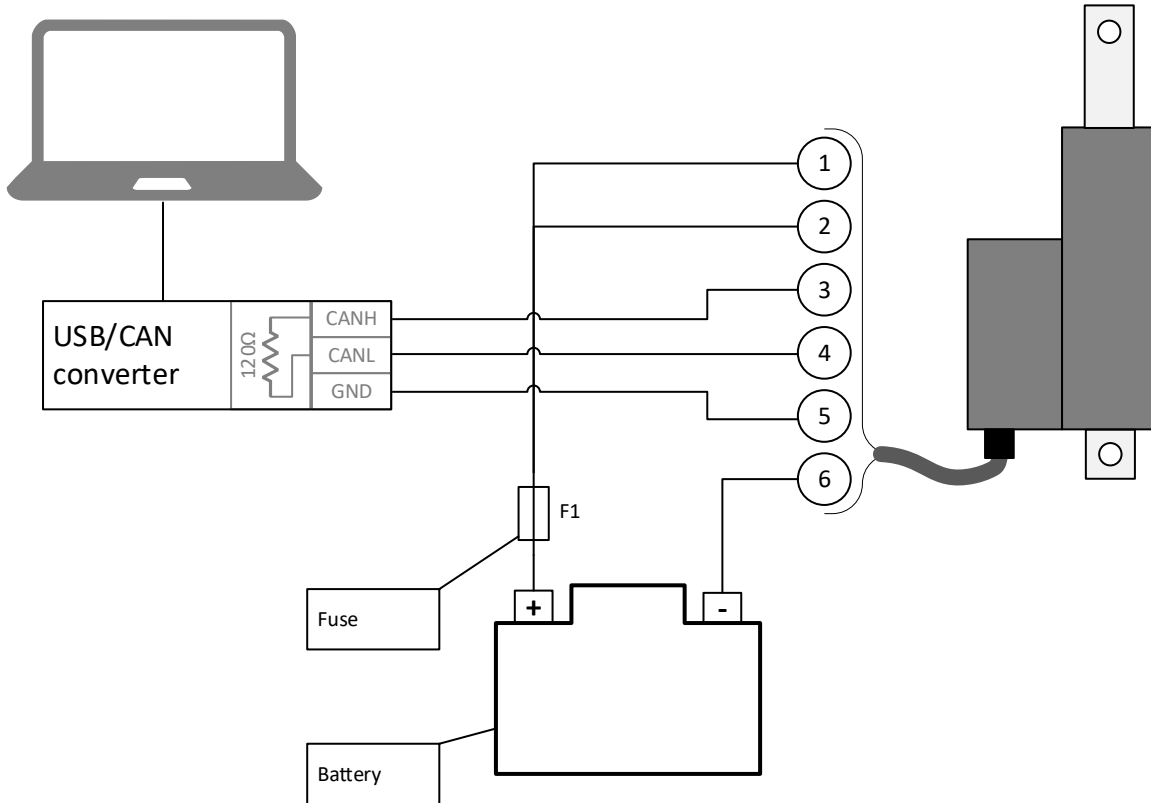 1
2
3
4
5
6
USB/CAN
converter
120Ω
CANH
CANL
GND
F1
Fuse
+
-
Battery